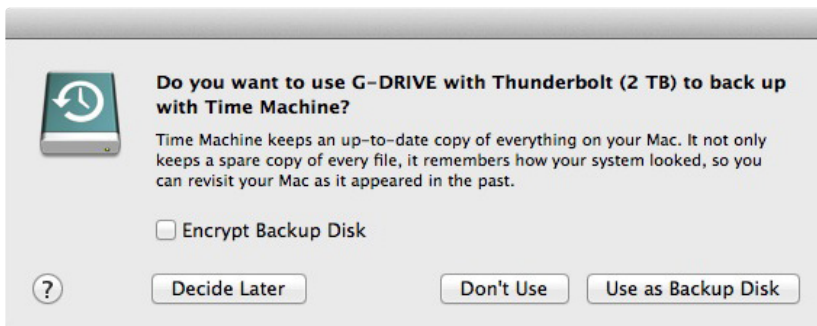 Do you want to use G-DRIVE with Thunderbolt (2 TB) to back up
with Time Machine?
Time Machine keeps an up-to-date copy of everything on your Mac. It not only
keeps a spare copy of every file, it remembers how your system looked, so you
can revisit your Mac as it appeared in the past.
Encrypt Backup Disk
? Decide Later Don't Use Use as Backup Disk